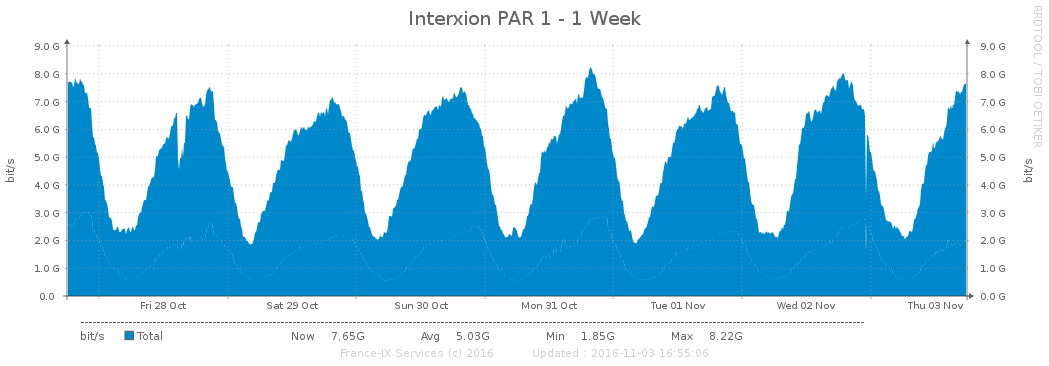 Interxion PAR 1 - 1 Week
RRDTOOL / TOBI OETIKER
bit/s
9.0 G 9.0 G
8.0 G 8.0 G
7.0 G 7.0 G
6.0 G 6.0 G
5.0 G 5.0 G
4.0 G 4.0 G
3.0 G 3.0 G
2.0 G 2.0 G
1.0 G 1.0 G
0.0 0.0 G
bit/s
Fri 28 Oct Sat 29 Oct Sun 30 Oct Mon 31 Oct Tue 01 Nov Wed 02 Nov Thu 03 Nov
bit/s Total Now 7.65G Avg 5.03G Min 1.85G Max 8.22G
France-IX Services (c) 2016 Updated : 2016-11-03 16:55:06